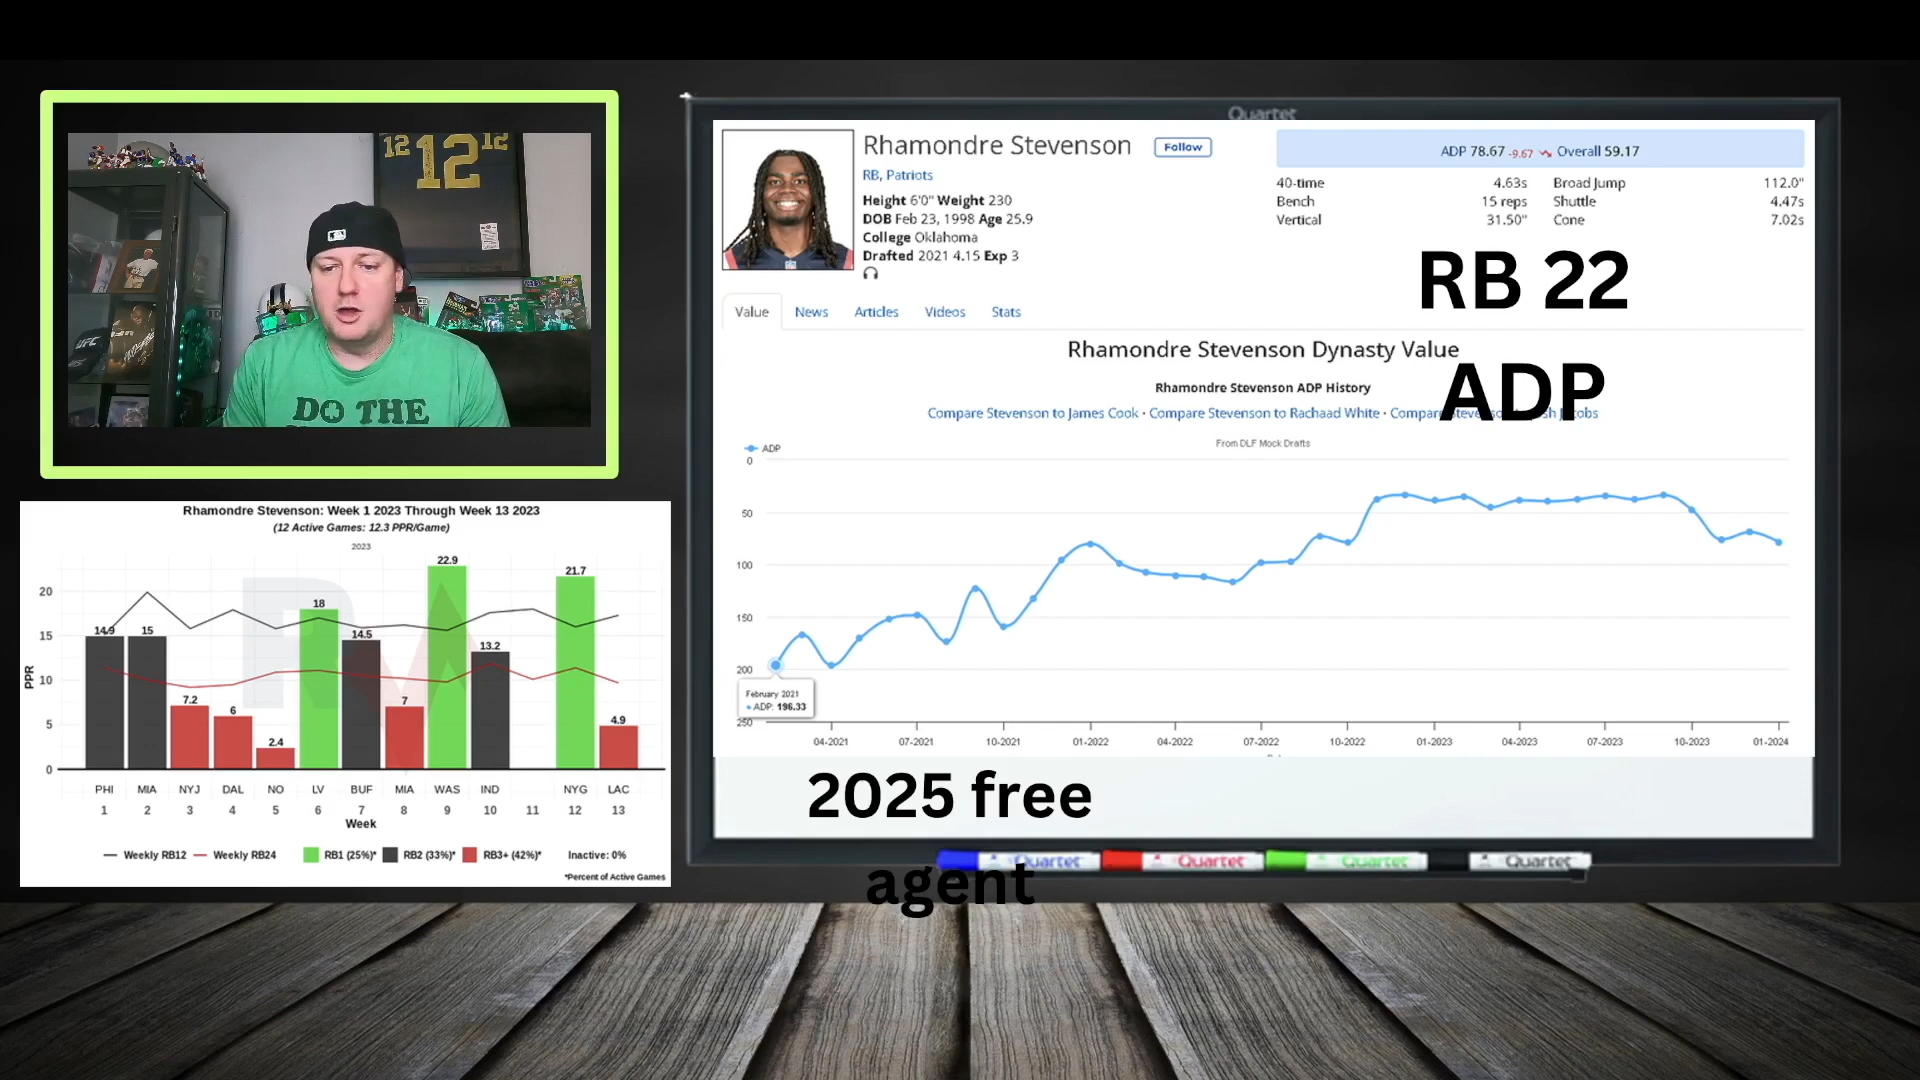 Quartet
12 12 12
DO THE
UFC
Rhamondre Stevenson
Follow
RB, Patriots
Height 6'0" Weight 230
DOB Feb 23, 1998 Age 25.9
College Oklahoma
Drafted 2021 4.15 Exp 3
ADP 78.67 -9.67 Overall 59.17
40-time 4.63s Broad Jump 112.0"
Bench 15 reps Shuttle 4.47s
Vertical 31.50" Cone 7.02s
RB 22
ADP
Value News Articles Videos Stats
Rhamondre Stevenson Dynasty Value
Rhamondre Stevenson ADP History
Compare Stevenson to James Cook · Compare Stevenson to Rachaad White ·
From DLF Mock Drafts
ADP
0
50
100
150
200
250
February 2021
ADP: 196.33
04-2021 07-2021 10-2021 01-2022 04-2022 07-2022 10-2022 01-2023 04-2023 07-2023 10-2023 01-2024
2025 free
agent
Quartet Quartet Quartet Quartet
Rhamondre Stevenson: Week 1 2023 Through Week 13 2023
(12 Active Games: 12.3 PPR/Game)
2023
PPR
20
15
10
5
0
14.9 15 7.2 6 2.4 18 14.5 7 22.9 13.2 21.7 4.9
PHI MIA NYJ DAL NO LV BUF MIA WAS IND NYG LAC
1 2 3 4 5 6 7 8 9 10 11 12 13
Week
Weekly RB12 Weekly RB24 RB1 (25%)* RB2 (33%)* RB3+ (42%)* Inactive: 0%
*Percent of Active Games